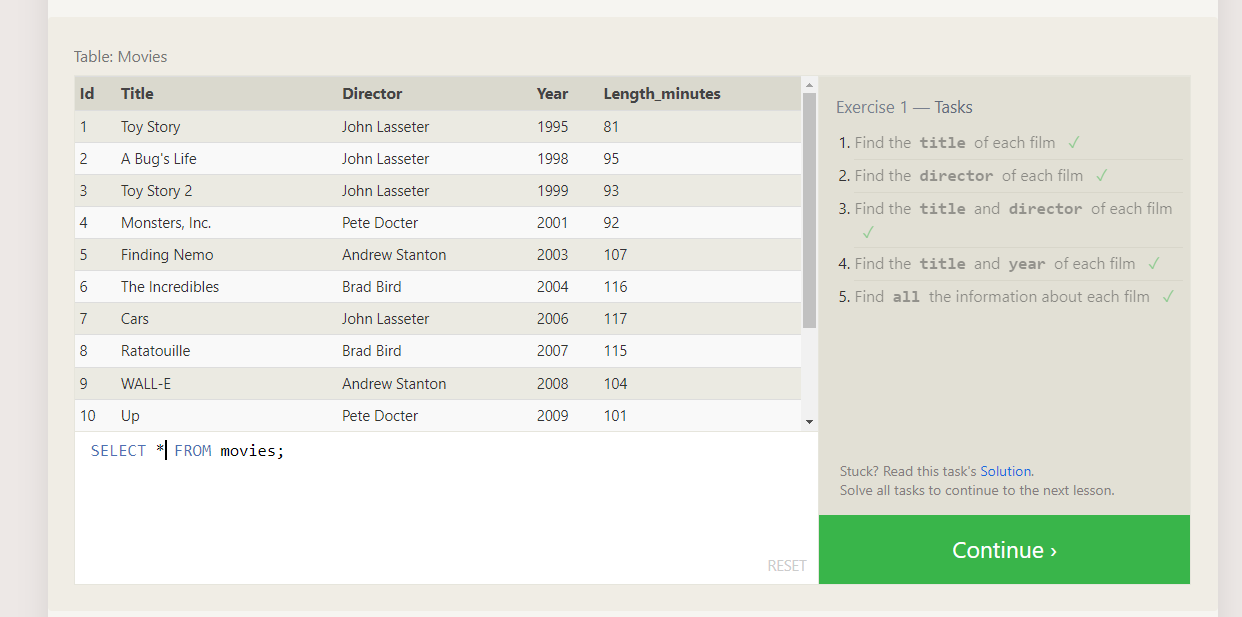 Table: Movies
Id Title Director Year Length_minutes
1 Toy Story John Lasseter 1995 81
2 A Bug's Life John Lasseter 1998 95
3 Toy Story 2 John Lasseter 1999 93
4 Monsters, Inc. Pete Docter 2001 92
5 Finding Nemo Andrew Stanton 2003 107
6 The Incredibles Brad Bird 2004 116
7 Cars John Lasseter 2006 117
8 Ratatouille Brad Bird 2007 115
9 WALL-E Andrew Stanton 2008 104
10 Up Pete Docter 2009 101
SELECT * FROM movies;
RESET
Exercise 1 — Tasks
1. Find the title of each film ✓
2. Find the director of each film ✓
3. Find the title and director of each film
✓
4. Find the title and year of each film ✓
5. Find all the information about each film ✓
Stuck? Read this task's Solution.
Solve all tasks to continue to the next lesson.
Continue ›